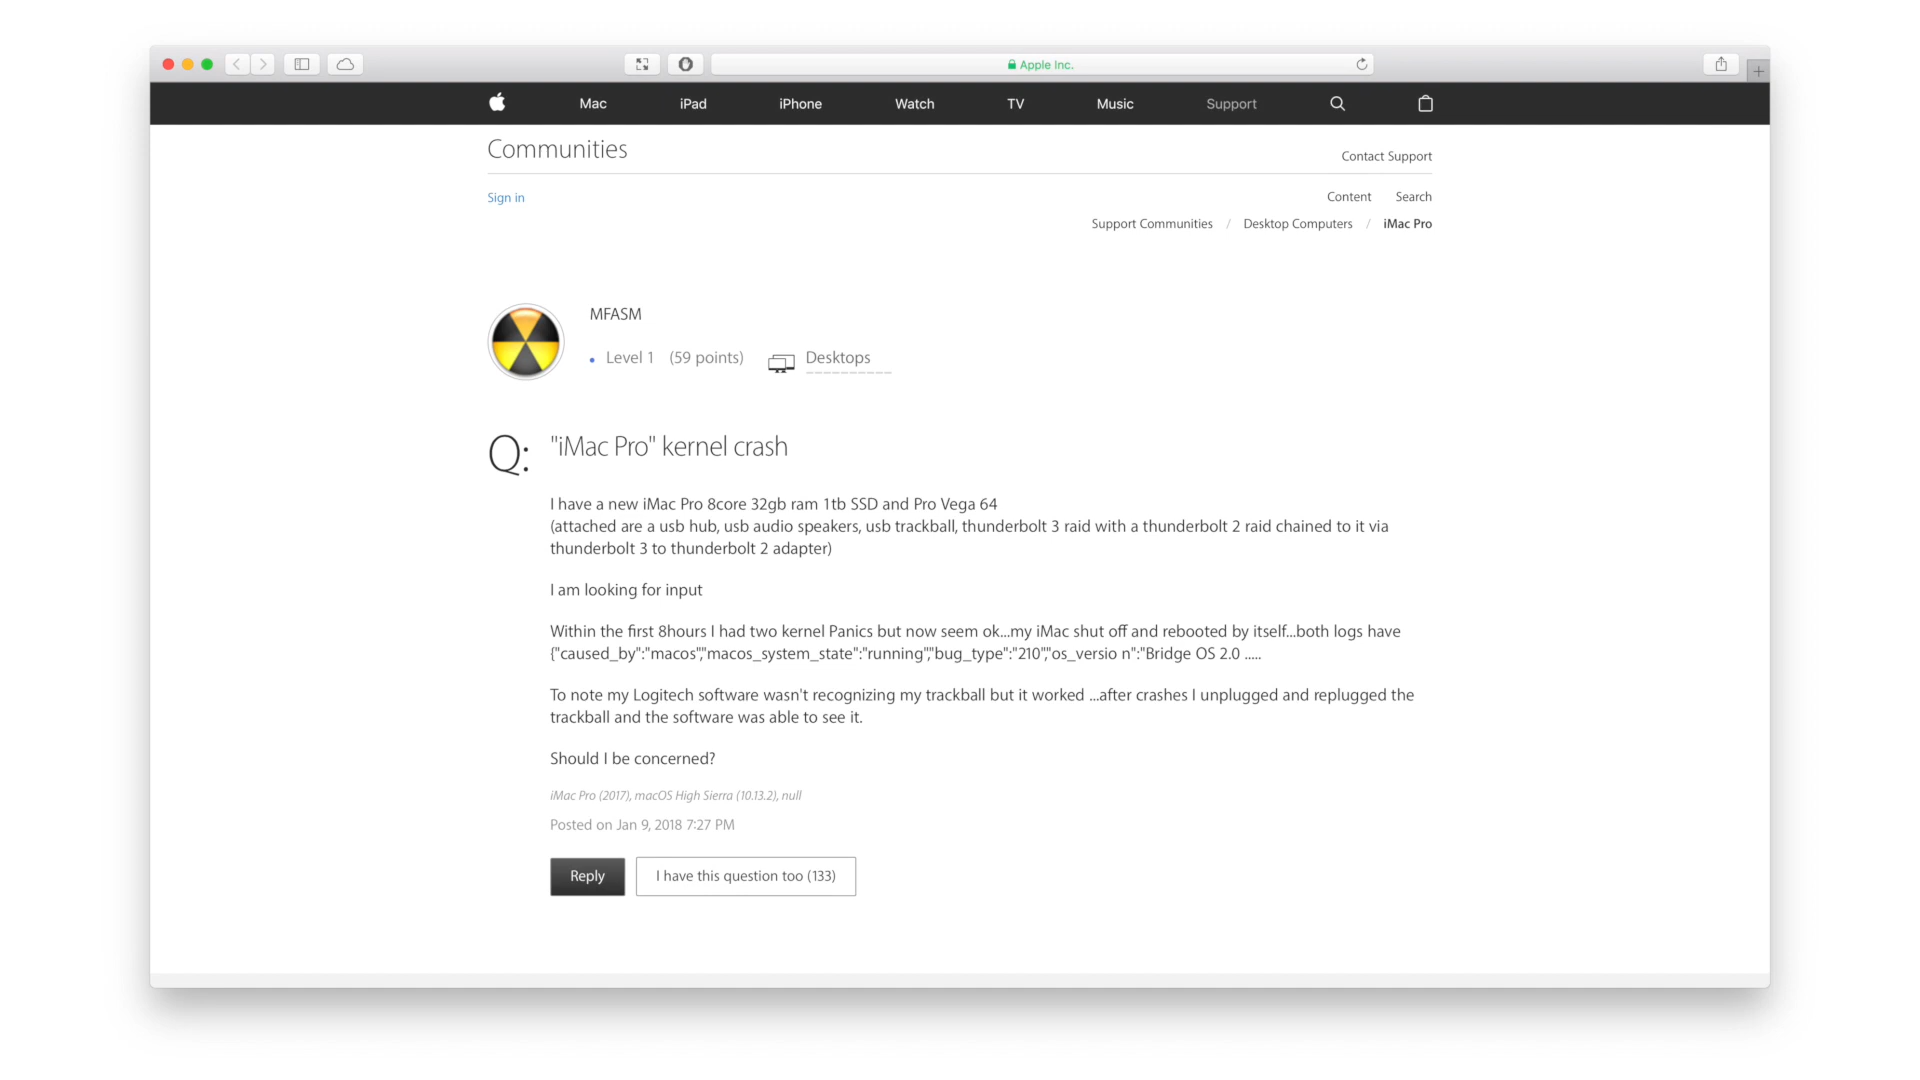 Apple Inc.
Mac iPad iPhone Watch TV Music Support
Communities
Contact Support
Sign in
Content Search
Support Communities / Desktop Computers / iMac Pro
MFASM
• Level 1 (59 points) Desktops
Q: "iMac Pro" kernel crash
I have a new iMac Pro 8core 32gb ram 1tb SSD and Pro Vega 64
(attached are a usb hub, usb audio speakers, usb trackball, thunderbolt 3 raid with a thunderbolt 2 raid chained to it via
thunderbolt 3 to thunderbolt 2 adapter)
I am looking for input
Within the first 8hours I had two kernel Panics but now seem ok...my iMac shut off and rebooted by itself...both logs have
{"caused_by":"macos","macos_system_state":"running","bug_type":"210","os_versio n":"Bridge OS 2.0 .....
To note my Logitech software wasn't recognizing my trackball but it worked ...after crashes I unplugged and replugged the
trackball and the software was able to see it.
Should I be concerned?
iMac Pro (2017), macOS High Sierra (10.13.2), null
Posted on Jan 9, 2018 7:27 PM
Reply I have this question too (133)